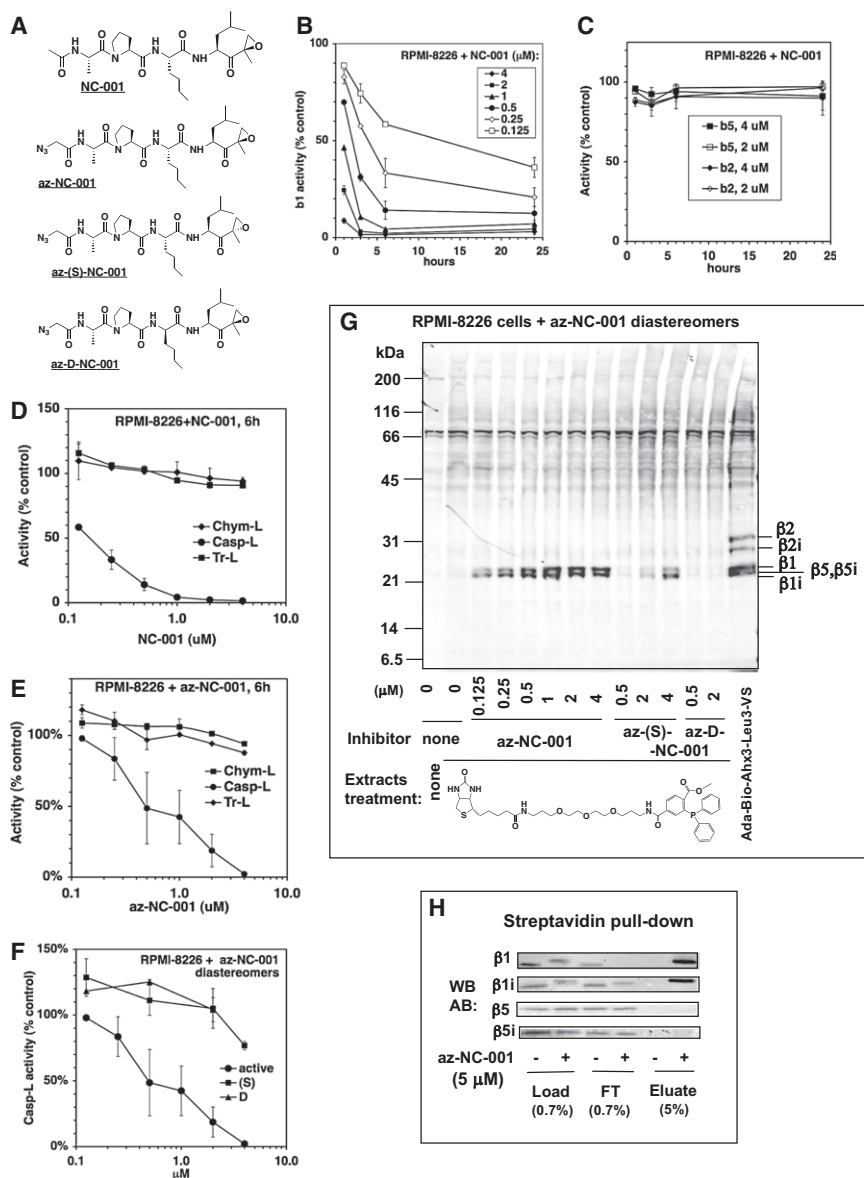 A
NC-001
az-NC-001
az-(S)-NC-001
az-D-NC-001
B
RPMI-8226 + NC-001 (μM):
4
2
1
0.5
0.25
0.125
b1 activity (% control)
100
50
0
0 5 10 15 20 25
hours
C
RPMI-8226 + NC-001
b5, 4 uM
b5, 2 uM
b2, 4 uM
b2, 2 uM
Activity (% control)
100
50
0
0 5 10 15 20 25
hours
D
RPMI-8226+NC-001, 6h
Chym-L
Casp-L
Tr-L
Activity (% control)
150
100
50
0
0.1 1.0 10.0
NC-001 (uM)
E
RPMI-8226 + az-NC-001, 6h
Chym-L
Casp-L
Tr-L
Activity (% control)
100%
50%
0%
0.1 1.0 10.0
az-NC-001 (uM)
F
RPMI-8226 + az-NC-001
diastereomers
active
(S)
D
Casp-L activity (% control)
150%
100%
50%
0%
0.1 1.0 10.0
μM
G
RPMI-8226 cells + az-NC-001 diastereomers
kDa
200
116
66
45
31
21
14
6.5
β2
β2i
β1
β5,β5i
β1i
(μM) 0 0 0.125 0.25 0.5 1 2 4 0.5 2 4 0.5 2
Inhibitor none az-NC-001 az-(S)- az-D-
-NC-001
Ada-Bio-Ahx3-Leu3-VS
Extracts
treatment:
none
H
Streptavidin pull-down
WB
AB:
β1
β1i
β5
β5i
az-NC-001 - + - + - +
(5 μM)
Load FT Eluate
(0.7%) (0.7%) (5%)